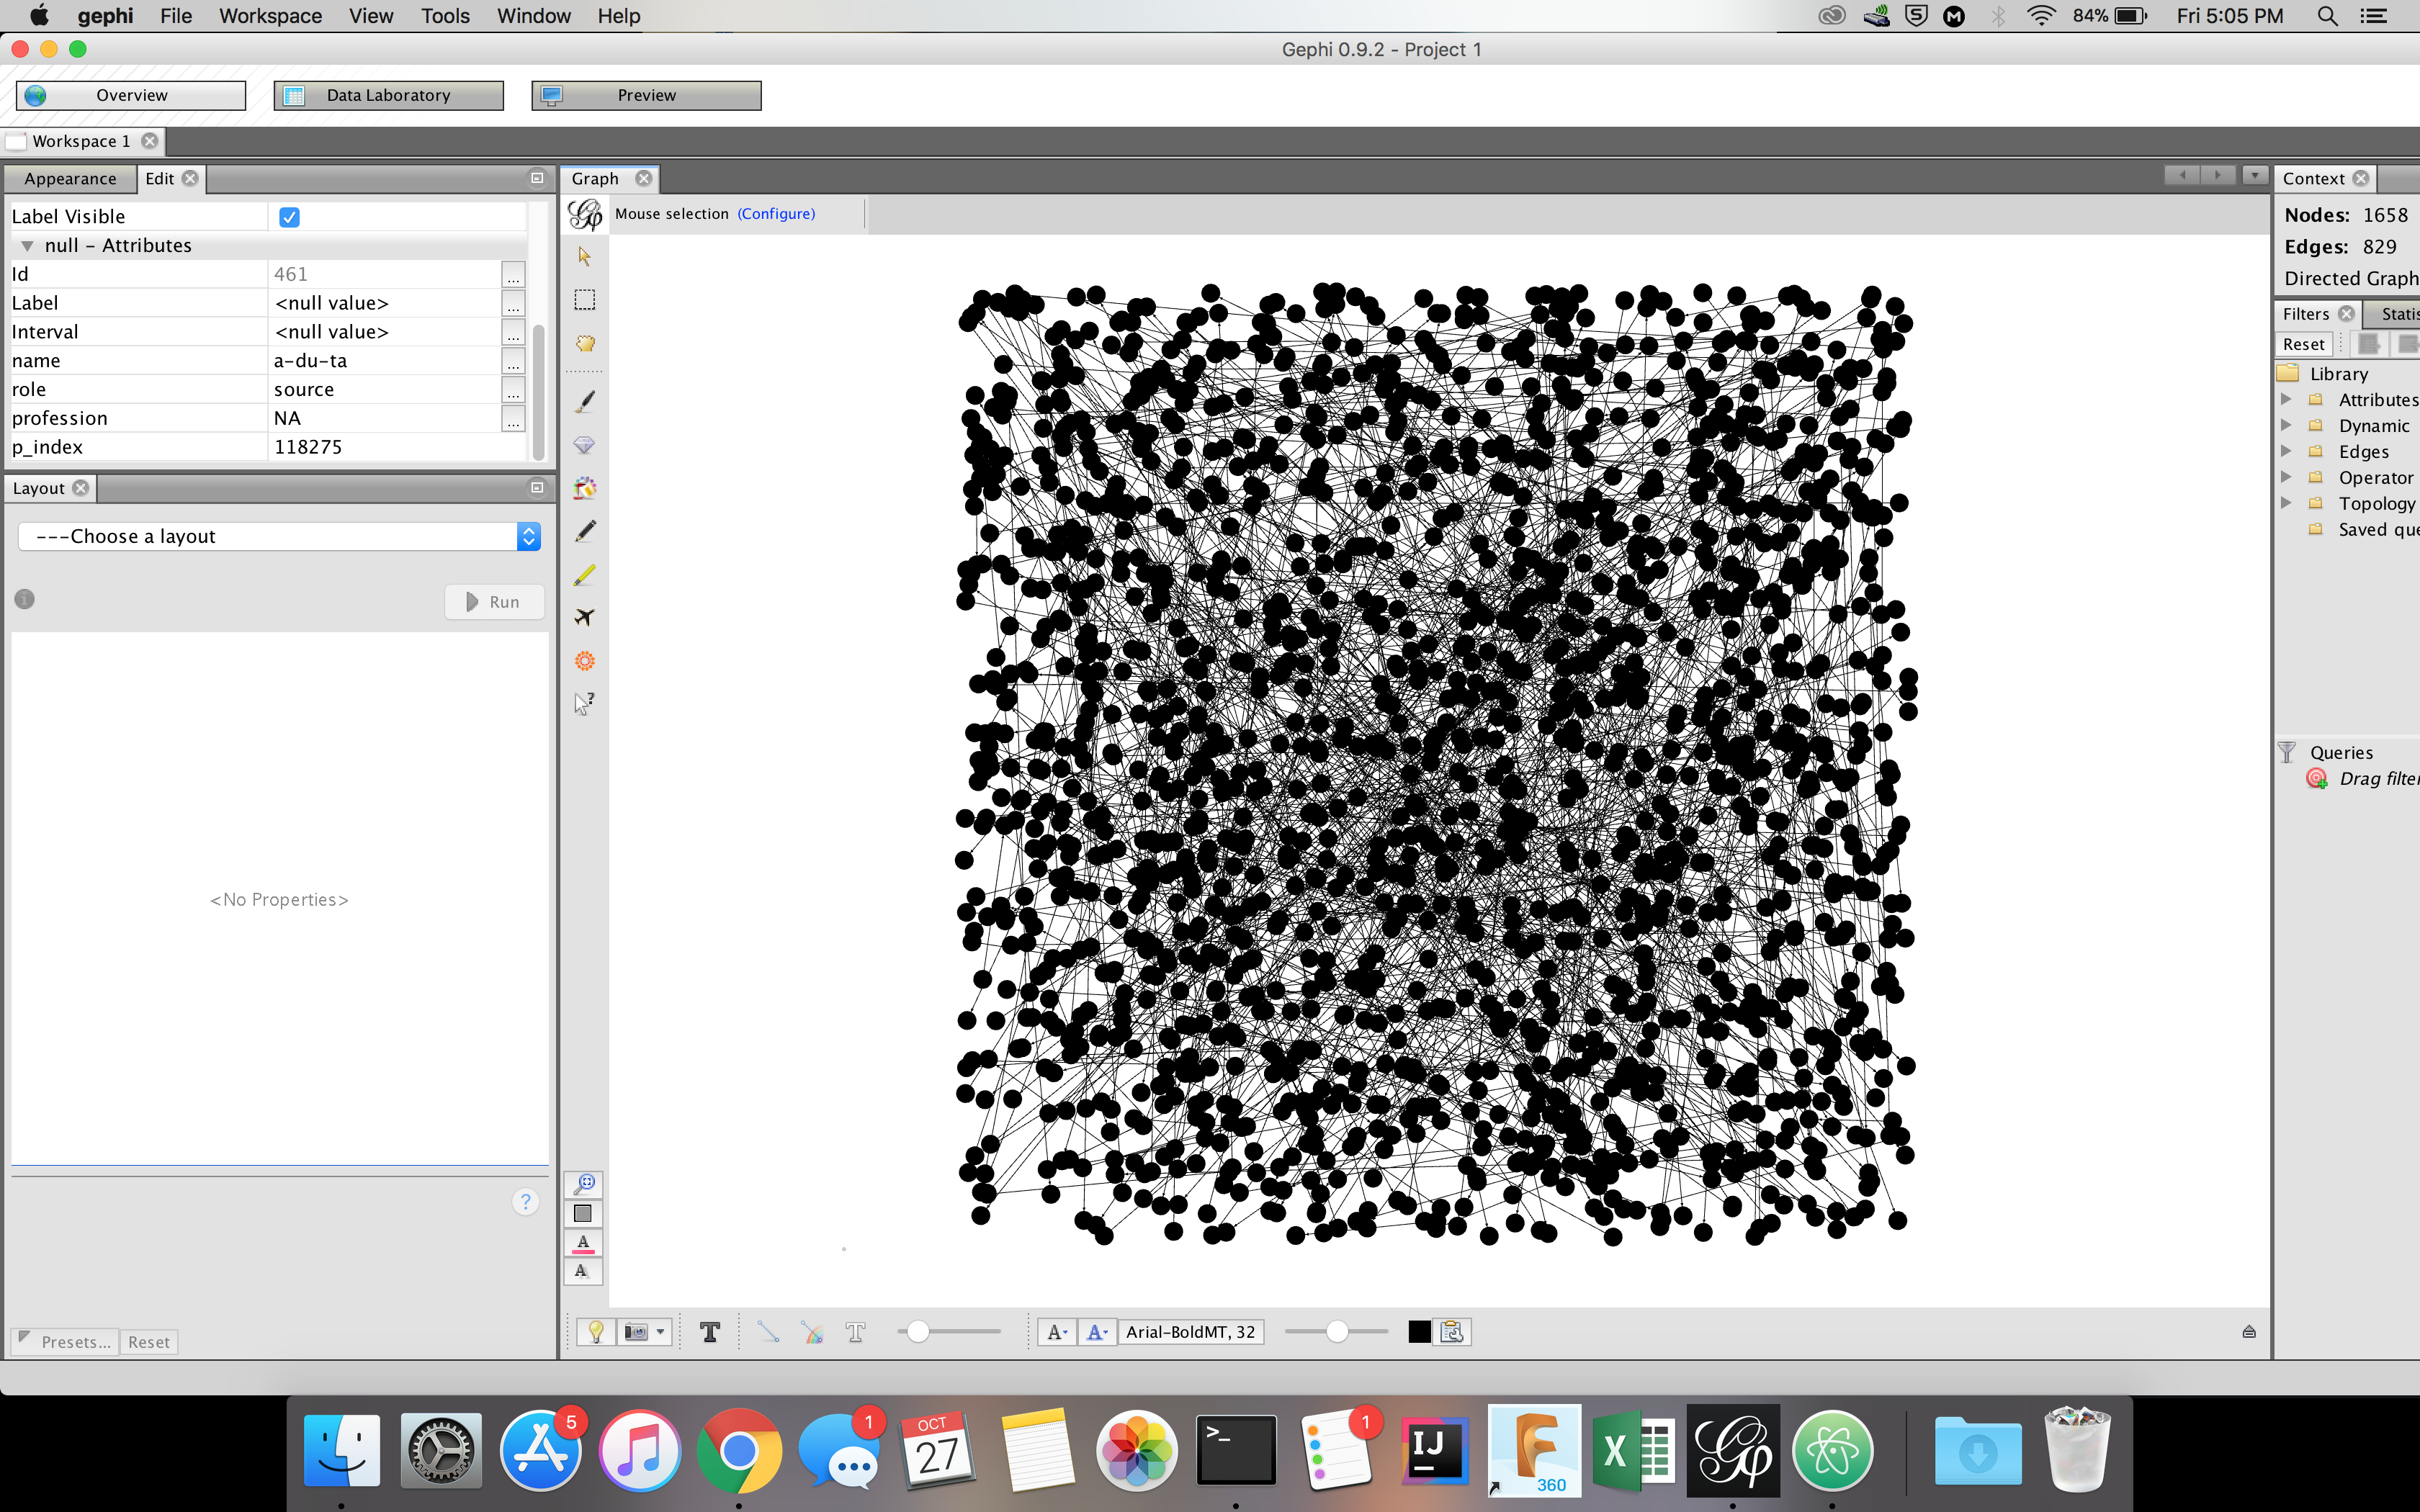 gephi File Workspace View Tools Window Help 84% Fri 5:05 PM
Gephi 0.9.2 - Project 1
Overview Data Laboratory Preview
Workspace 1
Appearance Edit
Label Visible
null - Attributes
Id 461 ...
Label <null value> ...
Interval <null value> ...
name a-du-ta ...
role source ...
profession NA ...
p_index 118275
Layout
---Choose a layout
Run
<No Properties>
?
Presets... Reset
Graph
Mouse selection (Configure)
Arial-BoldMT, 32
Context
Nodes: 1658
Edges: 829
Directed Graph
Filters Statis
Reset
Library
Attributes
Dynamic
Edges
Operator
Topology
Saved que
Queries
Drag filter
5
1
OCT
27
1
>_
IJ
360
X